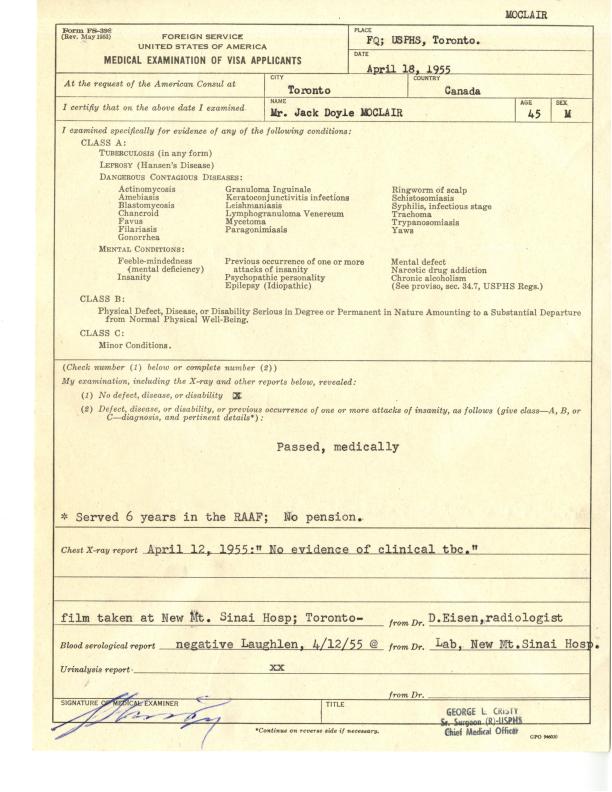 MOCLAIR
Form FS-398
(Rev. May 1953)
FOREIGN SERVICE
UNITED STATES OF AMERICA
MEDICAL EXAMINATION OF VISA APPLICANTS
PLACE
FQ; USPHS, Toronto.
DATE
April 18, 1955
At the request of the American Consul at
CITY
Toronto
COUNTRY
Canada
I certify that on the above date I examined
NAME
Mr. Jack Doyle MOCLAIR
AGE
45
SEX
M
I examined specifically for evidence of any of the following conditions:
CLASS A:
TUBERCULOSIS (in any form)
LEPROSY (Hansen's Disease)
DANGEROUS CONTAGIOUS DISEASES:
Actinomycosis Granuloma Inguinale Ringworm of scalp
Amebiasis Keratoconjunctivitis infections Schistosomiasis
Blastomycosis Leishmaniasis Syphilis, infectious stage
Chancroid Lymphogranuloma Venereum Trachoma
Favus Mycetoma Trypanosomiasis
Filariasis Paragonimiasis Yaws
Gonorrhea
MENTAL CONDITIONS:
Feeble-mindedness Previous occurrence of one or more Mental defect
(mental deficiency) attacks of insanity Narcotic drug addiction
Insanity Psychopathic personality Chronic alcoholism
Epilepsy (Idiopathic) (See proviso, sec. 34.7, USPHS Regs.)
CLASS B:
Physical Defect, Disease, or Disability Serious in Degree or Permanent in Nature Amounting to a Substantial Departure
from Normal Physical Well-Being.
CLASS C:
Minor Conditions.
(Check number (1) below or complete number (2))
My examination, including the X-ray and other reports below, revealed:
(1) No defect, disease, or disability X
(2) Defect, disease, or disability, or previous occurrence of one or more attacks of insanity, as follows (give class—A, B, or
C—diagnosis, and pertinent details*):
Passed, medically
* Served 6 years in the RAAF; No pension.
Chest X-ray report April 12, 1955:" No evidence of clinical tbc."
film taken at New Mt. Sinai Hosp; Toronto- from Dr. D.Eisen,radiologist
Blood serological report negative Laughlen, 4/12/55 @ from Dr. Lab, New Mt.Sinai Hosp.
Urinalysis report xx
from Dr.
SIGNATURE OF MEDICAL EXAMINER
TITLE
GEORGE L. CRISTY
Sr. Surgeon (R)-USPHS
Chief Medical Officer
*Continue on reverse side if necessary.
GPO